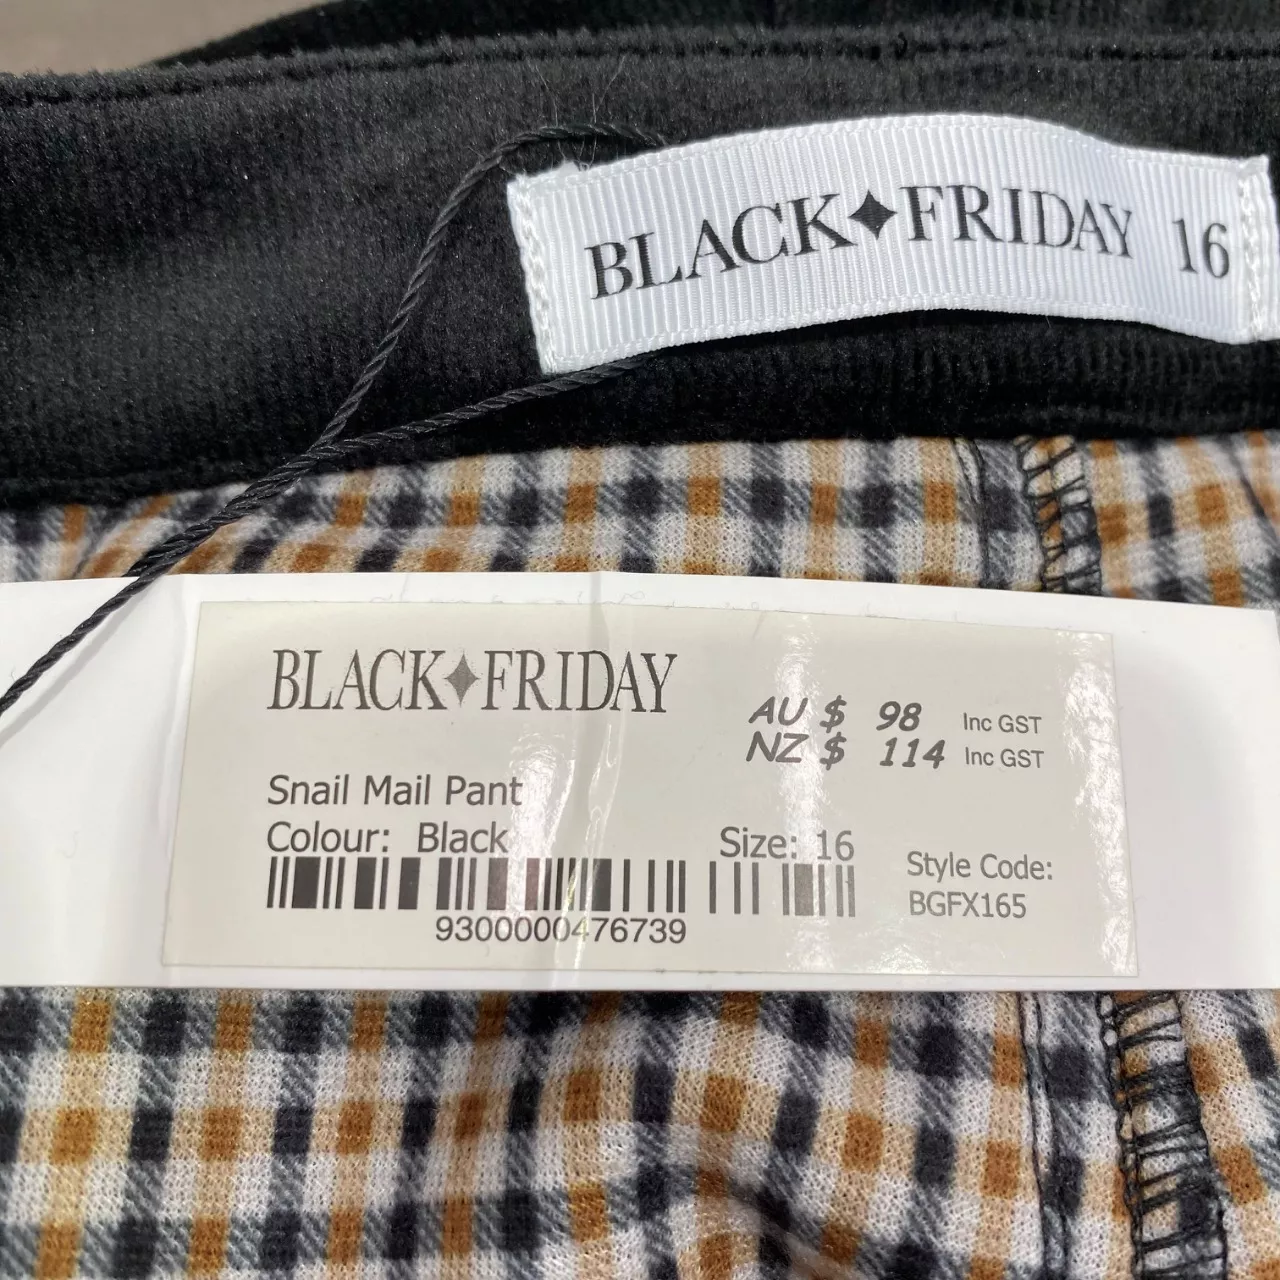 BLACK✦FRIDAY 16
BLACK✦FRIDAY
AU $ 98 Inc GST
NZ $ 114 Inc GST
Snail Mail Pant
Colour: Black
Size: 16
Style Code:
BGFX165
9300000476739